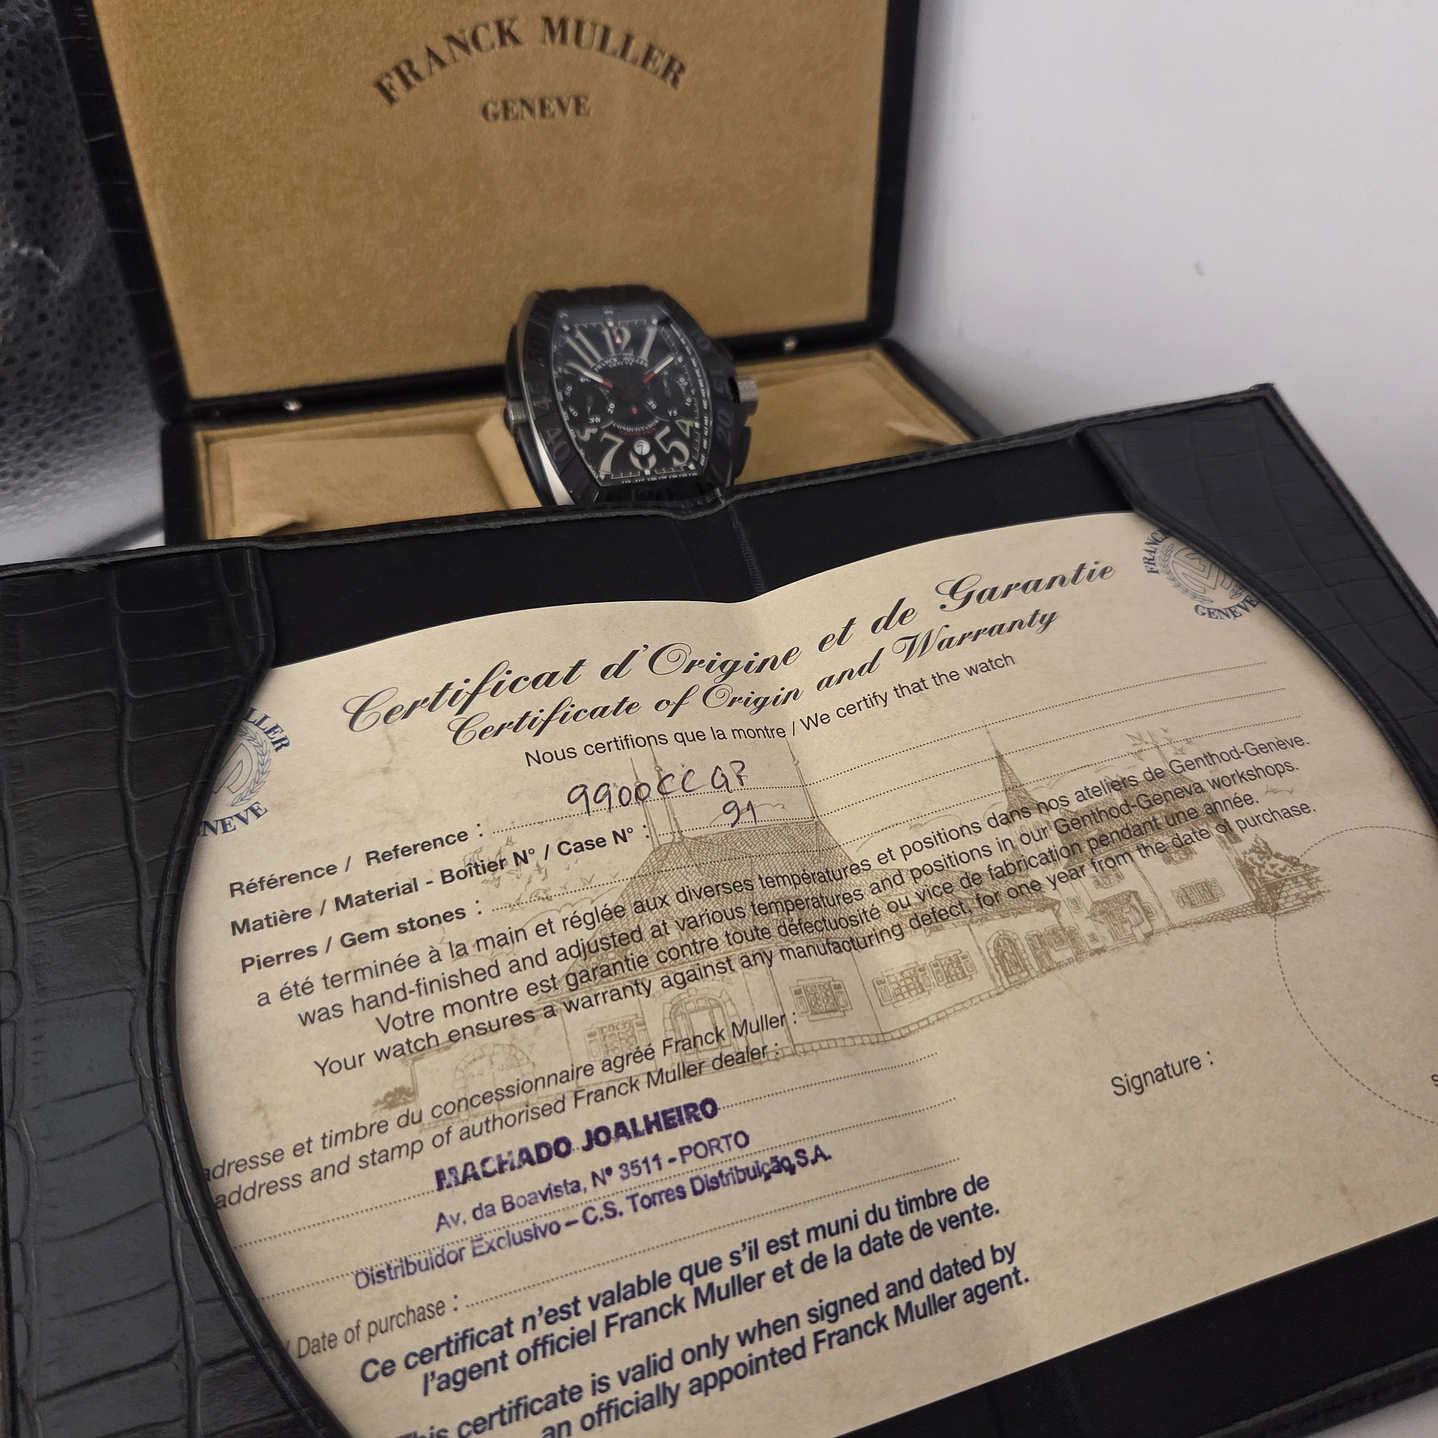 FRANCK MULLER
GENEVE
FRANCK MULLER
Certificat d'Origine et de Garantie
Certificate of Origin and Warranty
Nous certifions que la montre / We certify that the watch
Référence / Reference : 9900CC GP
Matière / Material - Boîtier N° / Case N° : 91
Pierres / Gem stones :
a été terminée à la main et réglée aux diverses températures et positions dans nos ateliers de Genthod-Genève.
was hand-finished and adjusted at various temperatures and positions in our Genthod-Geneva workshops.
Votre montre est garantie contre toute défectuosité ou vice de fabrication pendant une année.
Your watch ensures a warranty against any manufacturing defect, for one year from the date of purchase.
adresse et timbre du concessionnaire agréé Franck Muller :
address and stamp of authorised Franck Muller dealer :
MACHADO JOALHEIRO
Av. da Boavista, Nº 3511 - PORTO
Distribuidor Exclusivo – C.S. Torres Distribuição, S.A.
/ Date of purchase :
Signature :
Ce certificat n'est valable que s'il est muni du timbre de
l'agent officiel Franck Muller et de la date de vente.
This certificate is valid only when signed and dated by
an officially appointed Franck Muller agent.
FRANCK
GENEVE
LLER
NEVE